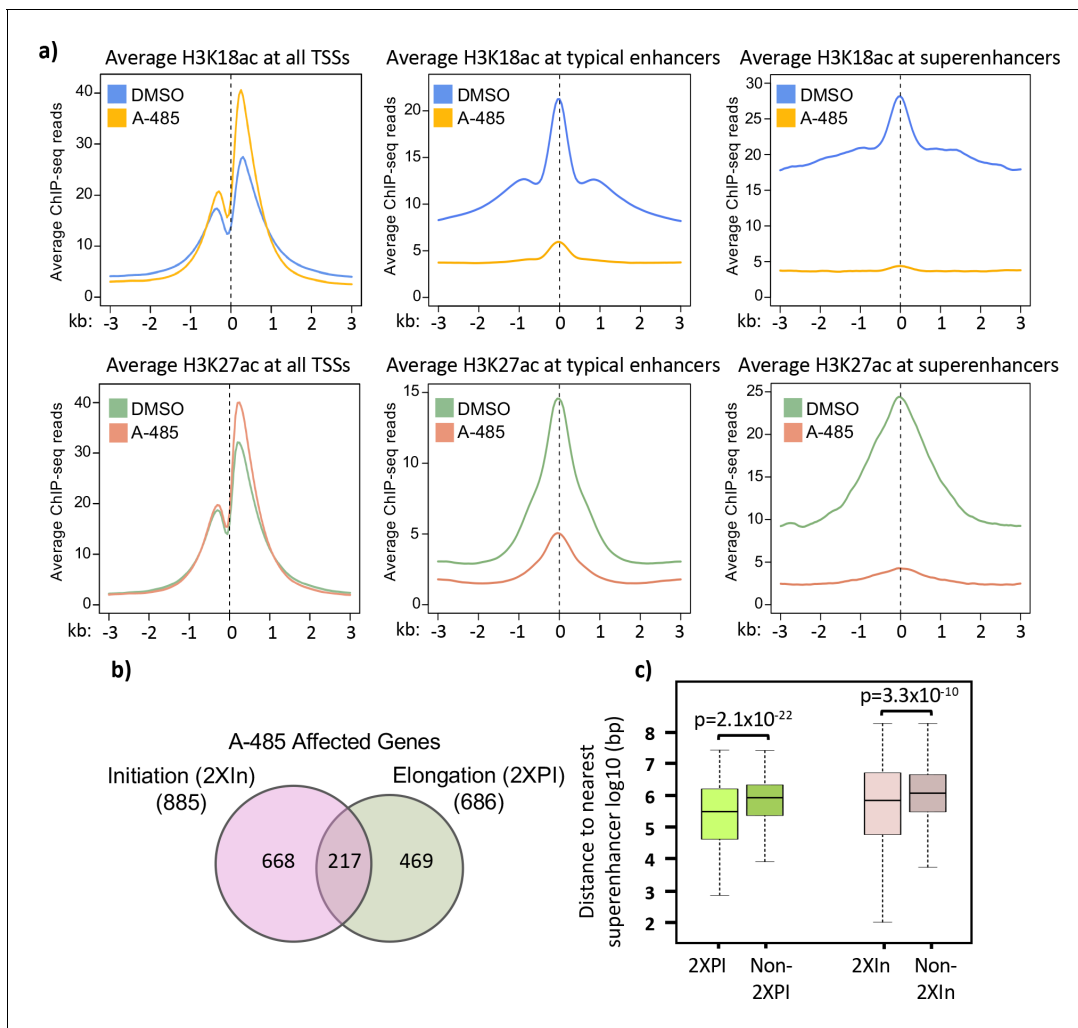 a)
Average H3K18ac at all TSSs
Average ChIP-seq reads
DMSO
A-485
40
30
20
10
0
kb: -3 -2 -1 0 1 2 3
Average H3K18ac at typical enhancers
Average ChIP-seq reads
DMSO
A-485
20
15
10
5
0
-3 -2 -1 0 1 2 3
Average H3K18ac at superenhancers
Average ChIP-seq reads
DMSO
A-485
30
25
20
15
10
5
0
-3 -2 -1 0 1 2 3
Average H3K27ac at all TSSs
Average ChIP-seq reads
DMSO
A-485
40
30
20
10
0
kb: -3 -2 -1 0 1 2 3
Average H3K27ac at typical enhancers
Average ChIP-seq reads
DMSO
A-485
15
10
5
0
-3 -2 -1 0 1 2 3
Average H3K27ac at superenhancers
Average ChIP-seq reads
DMSO
A-485
25
20
15
10
5
0
-3 -2 -1 0 1 2 3
b)
A-485 Affected Genes
Initiation (2XIn)
(885)
Elongation (2XPI)
(686)
668 217 469
c)
Distance to nearest
superenhancer log10 (bp)
8
7
6
5
4
3
2
p=2.1x10⁻²²
p=3.3x10⁻¹⁰
2XPI
Non-
2XPI
2XIn
Non-
2XIn